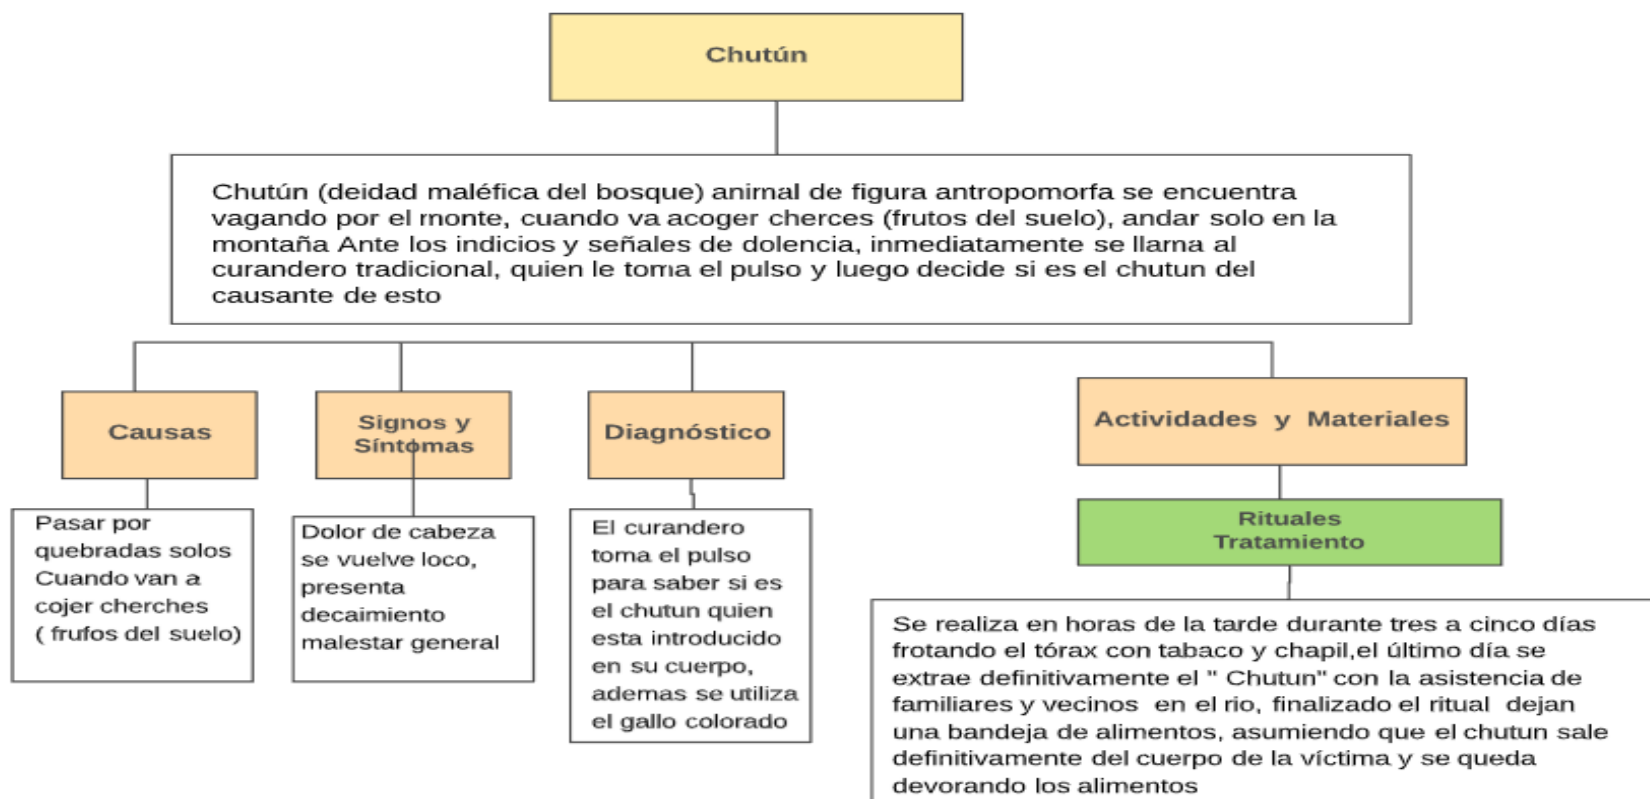 Chutún
Chutún (deidad maléfica del bosque) animal de figura antropomorfa se encuentra
vagando por el monte, cuando va acoger cherces (frutos del suelo), andar solo en la
montaña Ante los indicios y señales de dolencia, inmediatamente se llama al
curandero tradicional, quien le toma el pulso y luego decide si es el chutun del
causante de esto
Causas
Pasar por
quebradas solos
Cuando van a
cojer cherches
( frufos del suelo)
Signos y
Síntomas
Dolor de cabeza
se vuelve loco,
presenta
decaimiento
malestar general
Diagnóstico
El curandero
toma el pulso
para saber si es
el chutun quien
esta introducido
en su cuerpo,
ademas se utiliza
el gallo colorado
Actividades y Materiales
Rituales
Tratamiento
Se realiza en horas de la tarde durante tres a cinco días
frotando el tórax con tabaco y chapil,el último día se
extrae definitivamente el " Chutun" con la asistencia de
familiares y vecinos en el rio, finalizado el ritual dejan
una bandeja de alimentos, asumiendo que el chutun sale
definitivamente del cuerpo de la víctima y se queda
devorando los alimentos